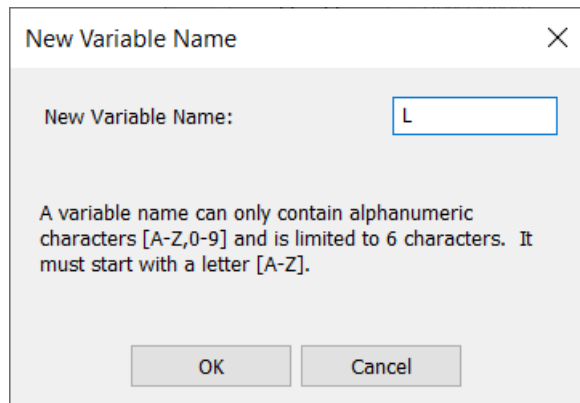 New Variable Name
New Variable Name:
L
A variable name can only contain alphanumeric
characters [A-Z,0-9] and is limited to 6 characters.  It
must start with a letter [A-Z].
OK
Cancel